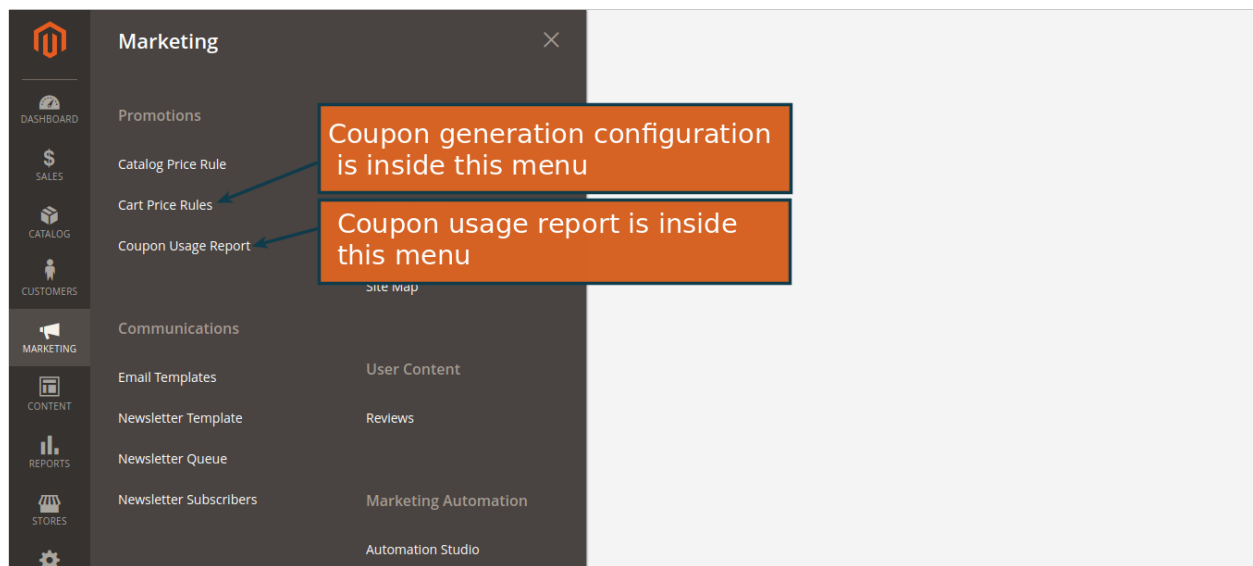 Marketing
DASHBOARD
SALES
CATALOG
CUSTOMERS
MARKETING
CONTENT
REPORTS
STORES
Promotions
Catalog Price Rule
Cart Price Rules
Coupon Usage Report
Coupon generation configuration
is inside this menu
Coupon usage report is inside
this menu
Site Map
Communications
Email Templates
Newsletter Template
Newsletter Queue
Newsletter Subscribers
User Content
Reviews
Marketing Automation
Automation Studio